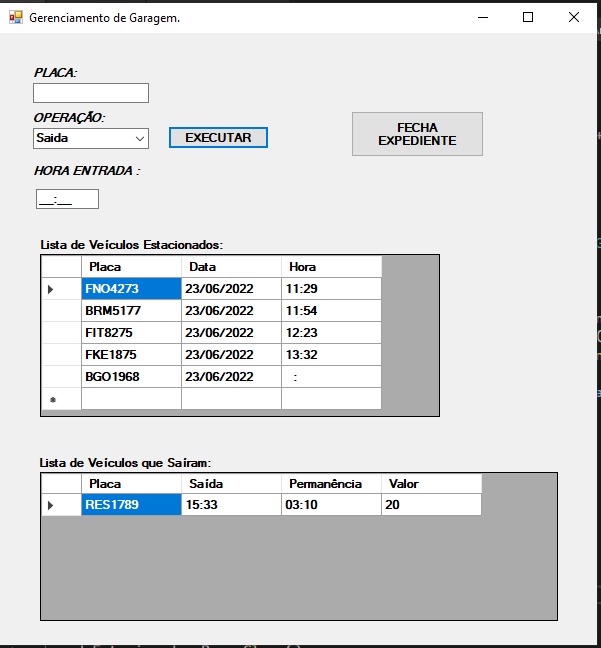 Gerenciamento de Garagem.
PLACA:
OPERAÇÃO:
Saida
EXECUTAR
FECHA
EXPEDIENTE
HORA ENTRADA :
__:__
Lista de Veículos Estacionados:
Placa Data Hora
FNO4273 23/06/2022 11:29
BRM5177 23/06/2022 11:54
FIT8275 23/06/2022 12:23
FKE1875 23/06/2022 13:32
BGO1968 23/06/2022 :
*
Lista de Veículos que Saíram:
Placa Saída Permanência Valor
RES1789 15:33 03:10 20